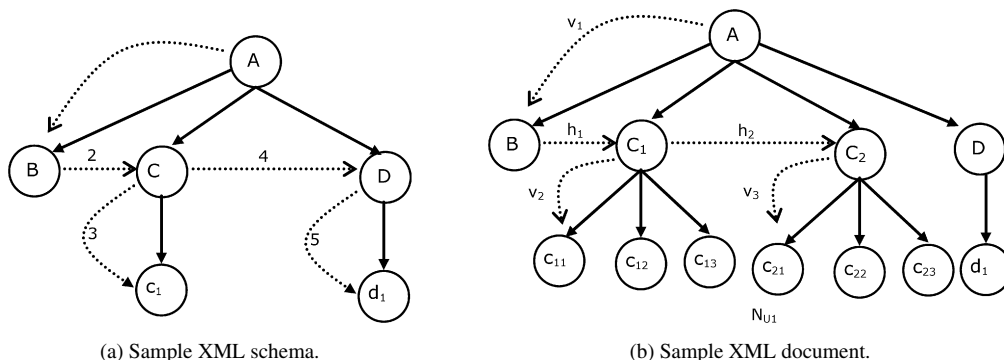 A
B
2
C
4
D
3
5
c1
d1
(a) Sample XML schema.
v1
A
B
h1
C1
h2
C2
D
v2
v3
c11
c12
c13
c21
c22
c23
d1
NU1
(b) Sample XML document.